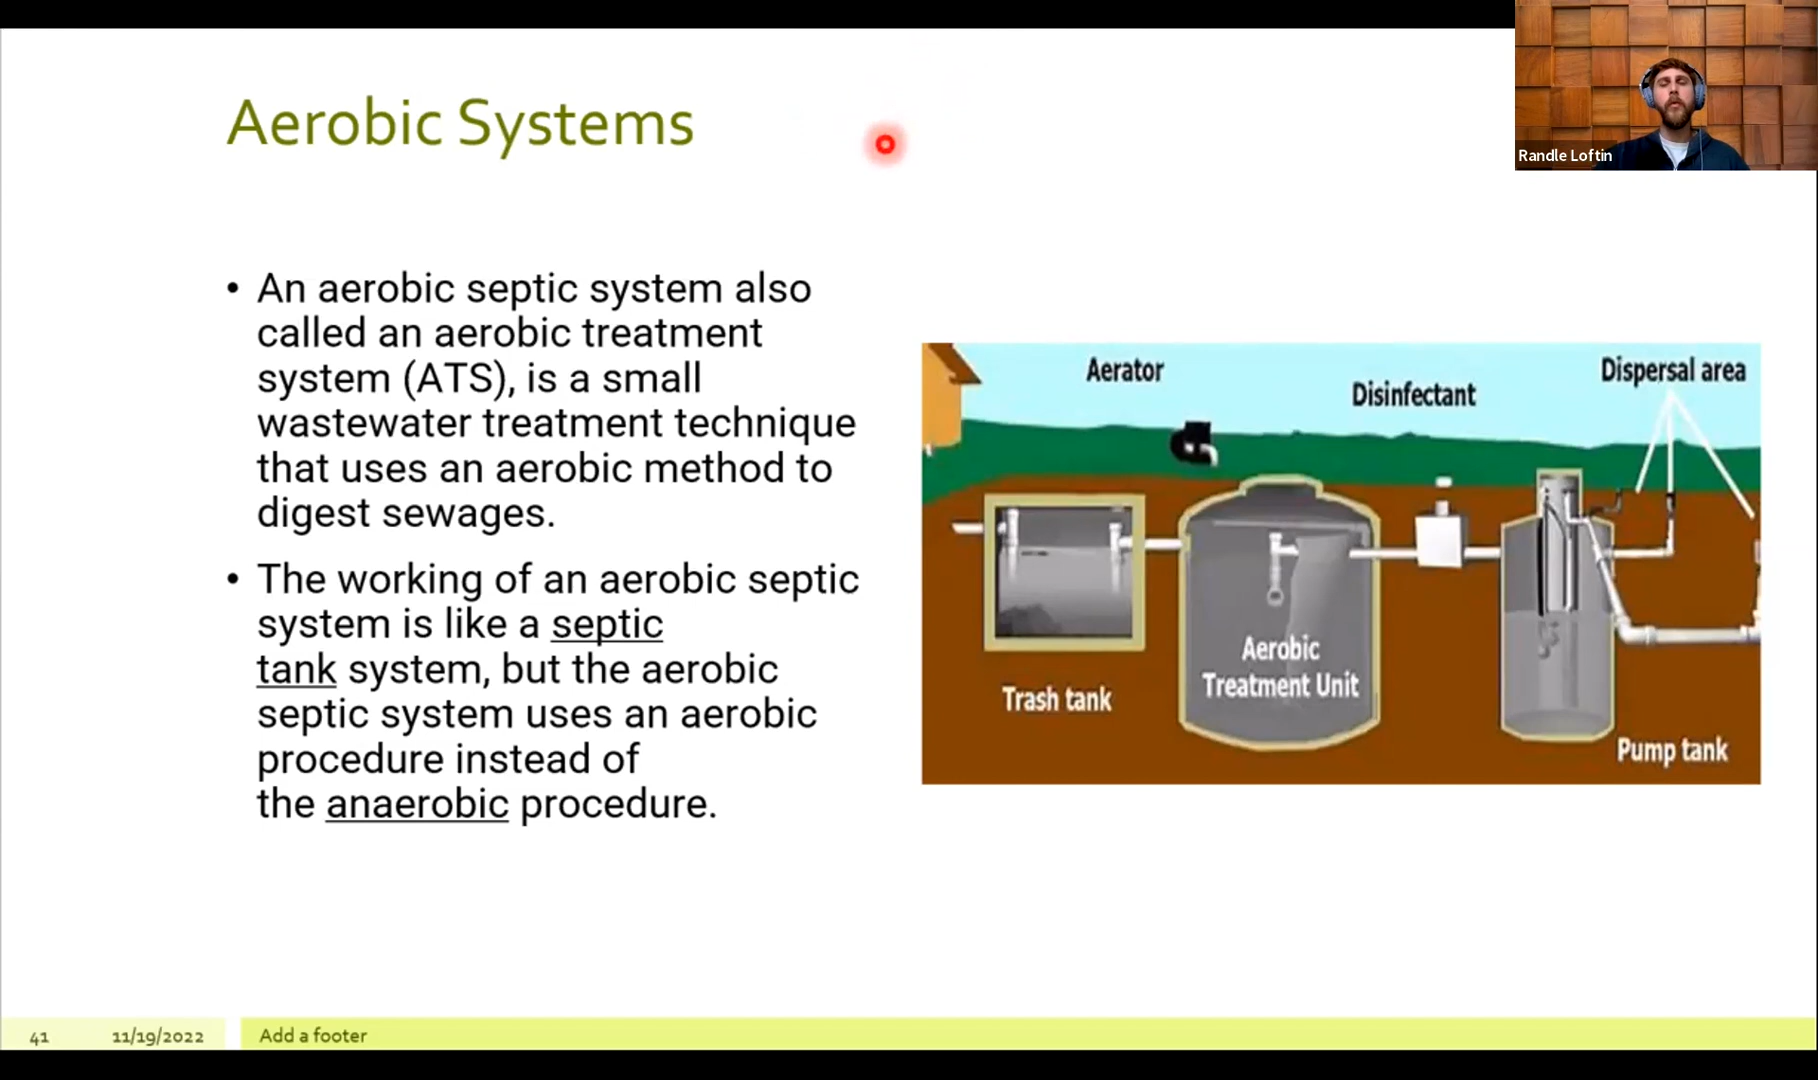 Aerobic Systems
Randle Loftin
• An aerobic septic system also
called an aerobic treatment
system (ATS), is a small
wastewater treatment technique
that uses an aerobic method to
digest sewages.
• The working of an aerobic septic
system is like a septic
tank system, but the aerobic
septic system uses an aerobic
procedure instead of
the anaerobic procedure.
Aerator
Disinfectant
Dispersal area
Trash tank
Aerobic
Treatment Unit
Pump tank
41
11/19/2022
Add a footer